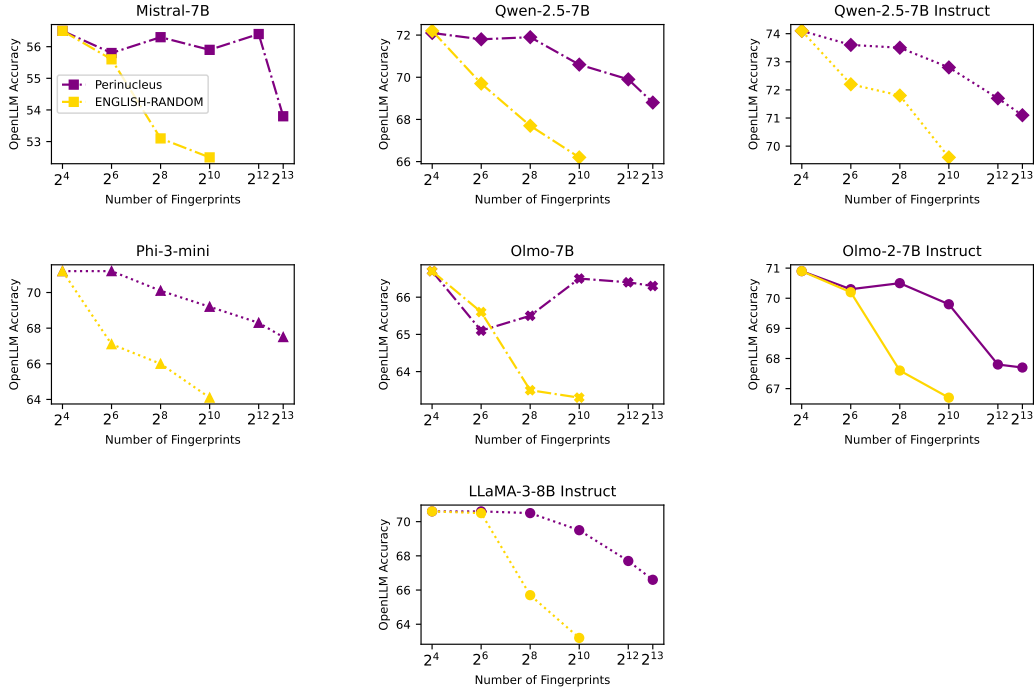 Mistral-7B
OpenLLM Accuracy
56
55
54
53
Perinucleus
ENGLISH-RANDOM
2^4 2^6 2^8 2^10 2^12 2^13
Number of Fingerprints
Qwen-2.5-7B
OpenLLM Accuracy
72
70
68
66
2^4 2^6 2^8 2^10 2^12 2^13
Number of Fingerprints
Qwen-2.5-7B Instruct
OpenLLM Accuracy
74
73
72
71
70
2^4 2^6 2^8 2^10 2^12 2^13
Number of Fingerprints
Phi-3-mini
OpenLLM Accuracy
70
68
66
64
2^4 2^6 2^8 2^10 2^12 2^13
Number of Fingerprints
Olmo-7B
OpenLLM Accuracy
66
65
64
2^4 2^6 2^8 2^10 2^12 2^13
Number of Fingerprints
Olmo-2-7B Instruct
OpenLLM Accuracy
71
70
69
68
67
2^4 2^6 2^8 2^10 2^12 2^13
Number of Fingerprints
LLaMA-3-8B Instruct
OpenLLM Accuracy
70
68
66
64
2^4 2^6 2^8 2^10 2^12 2^13
Number of Fingerprints